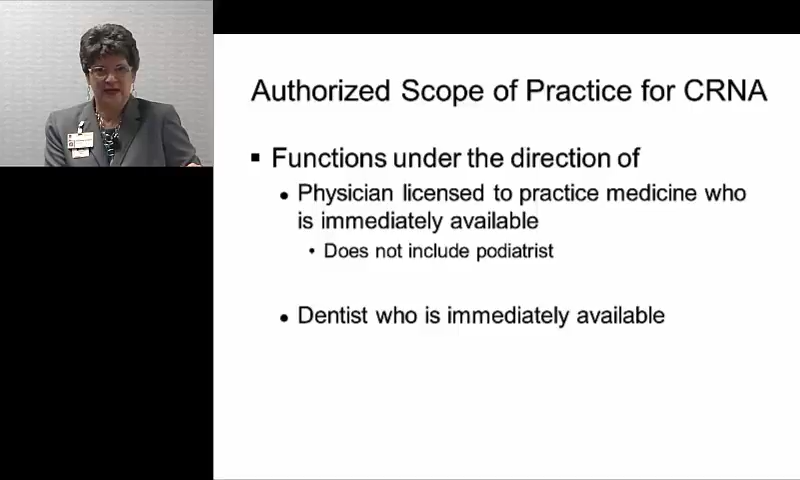 Authorized Scope of Practice for CRNA
▪ Functions under the direction of
• Physician licensed to practice medicine who
is immediately available
• Does not include podiatrist
• Dentist who is immediately available